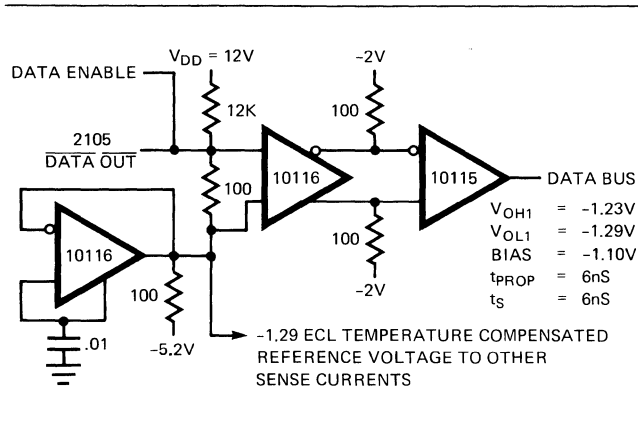 V_DD = 12V
-2V
DATA ENABLE
12K
100
2105
DATA OUT
10116
10115
DATA BUS
100
V_OH1 = -1.23V
V_OL1 = -1.29V
BIAS = -1.10V
t_PROP = 6nS
t_S = 6nS
100
-2V
10116
100
.01
-5.2V
-1.29 ECL TEMPERATURE COMPENSATED
REFERENCE VOLTAGE TO OTHER
SENSE CURRENTS